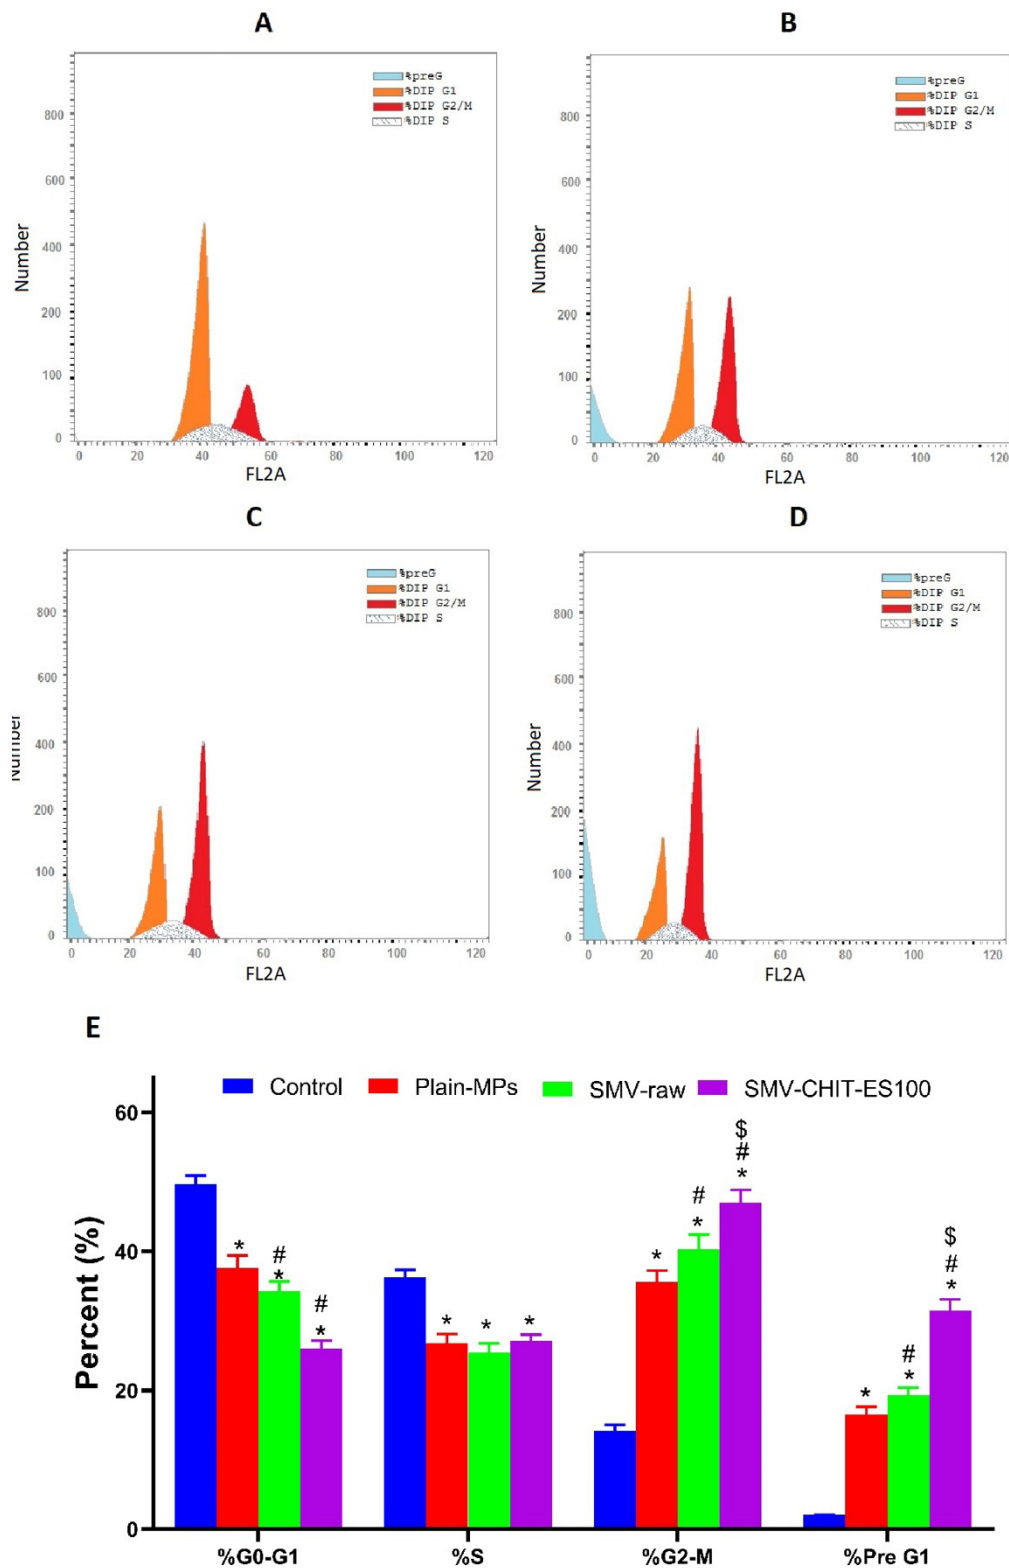 A
%preG
%DIP G1
%DIP G2/M
%DIP S
800
600
400
200
100
0
Number
0 20 40 60 80 100 120
FL2A
B
%preG
%DIP G1
%DIP G2/M
%DIP S
800
600
400
200
100
0
Number
0 20 40 60 80 100 120
FL2A
C
%preG
%DIP G1
%DIP G2/M
%DIP S
800
600
400
200
100
0
Number
0 20 40 60 80 100 120
FL2A
D
%preG
%DIP G1
%DIP G2/M
%DIP S
800
600
400
200
100
0
Number
0 20 40 60 80 100 120
FL2A
E
Control Plain-MPs SMV-raw SMV-CHIT-ES100
Percent (%)
60
40
20
0
* # * # *
* * *
* # * $ # *
* # * $ # *
%G0-G1 %S %G2-M %Pre G1